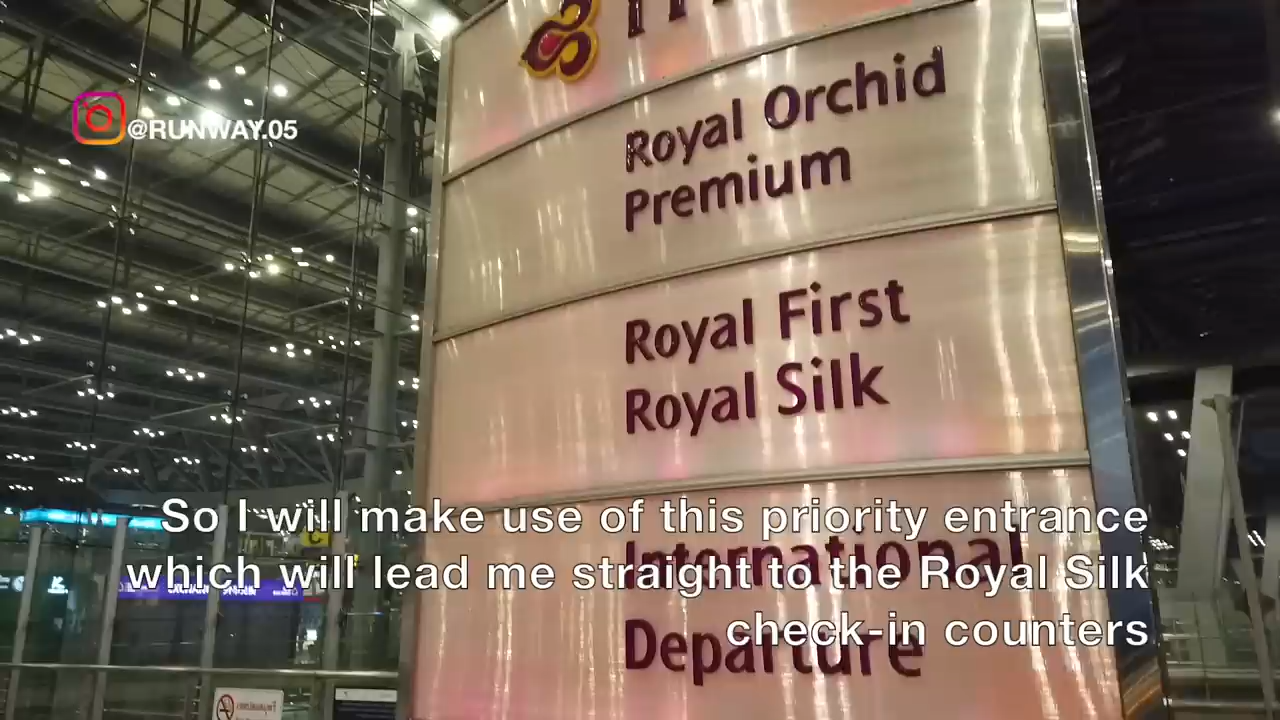 @RUNWAY.05
Royal Orchid
Premium
Royal First
Royal Silk
International
Departure
So I will make use of this priority entrance
which will lead me straight to the Royal Silk
check-in counters